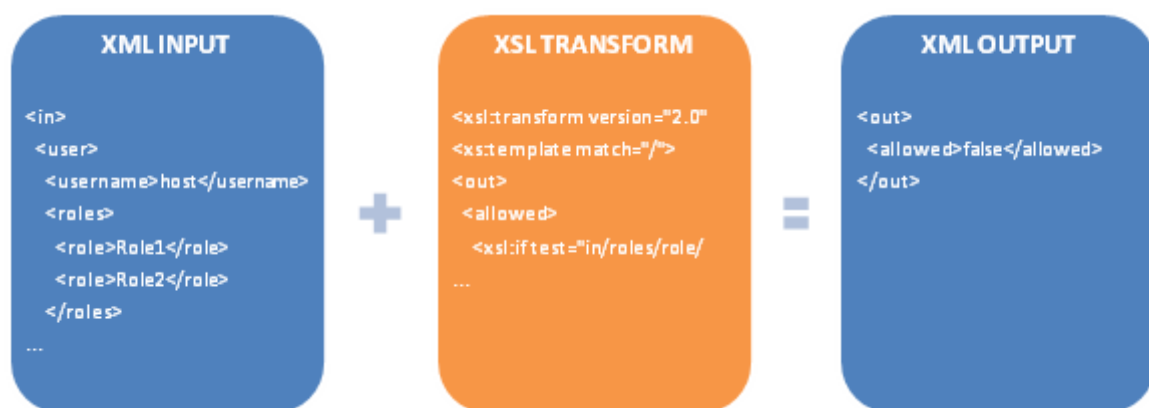 XML INPUT
<in>
<user>
<username>host</username>
<roles>
<role>Role1</role>
<role>Role2</role>
</roles>
...
+
XSL TRANSFORM
<xsl:transform version="2.0"
<xs:template match="/">
<out>
<allowed>
<xsl:if test="in/roles/role/
...
=
XML OUTPUT
<out>
<allowed>false</allowed>
</out>